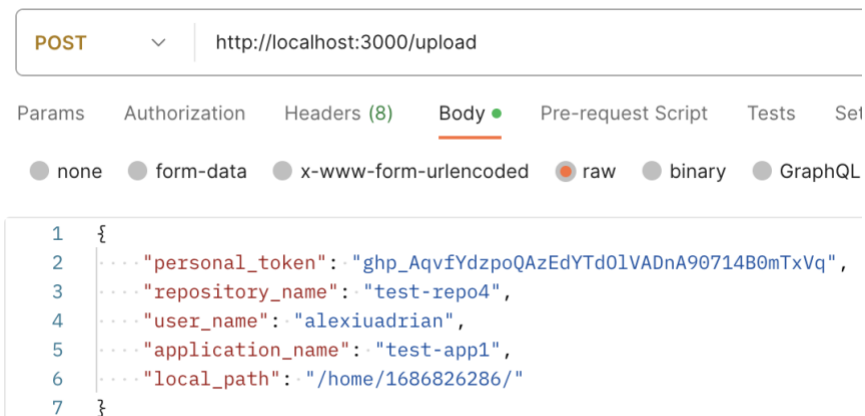 POST http://localhost:3000/upload
Params Authorization Headers (8) Body Pre-request Script Tests Set
none form-data x-www-form-urlencoded raw binary GraphQL
1 {
2 "personal_token": "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",
3 "repository_name": "test-repo4",
4 "user_name": "alexiuadrian",
5 "application_name": "test-app1",
6 "local_path": "/home/1686826286/"
7 }